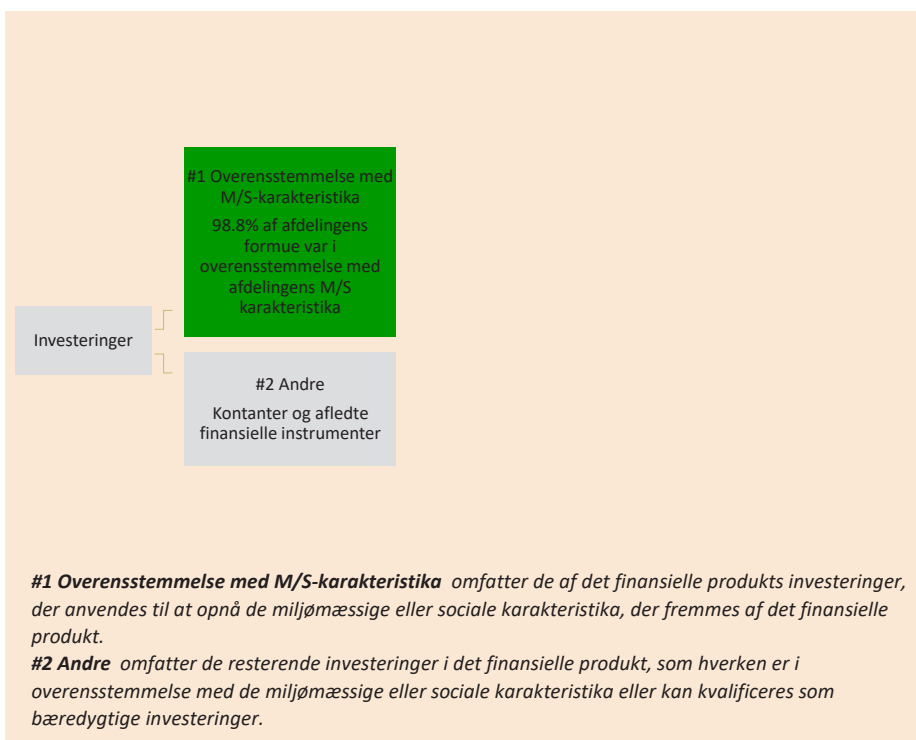 #1 Overensstemmelse med
M/S-karakteristika
98.8% af afdelingens
formue var i
overensstemmelse med
afdelingens M/S
karakteristika
Investeringer
#2 Andre
Kontanter og afledte
finansielle instrumenter
#1 Overensstemmelse med M/S-karakteristika omfatter de af det finansielle produkts investeringer,
der anvendes til at opnå de miljømæssige eller sociale karakteristika, der fremmes af det finansielle
produkt.
#2 Andre omfatter de resterende investeringer i det finansielle produkt, som hverken er i
overensstemmelse med de miljømæssige eller sociale karakteristika eller kan kvalificeres som
bæredygtige investeringer.